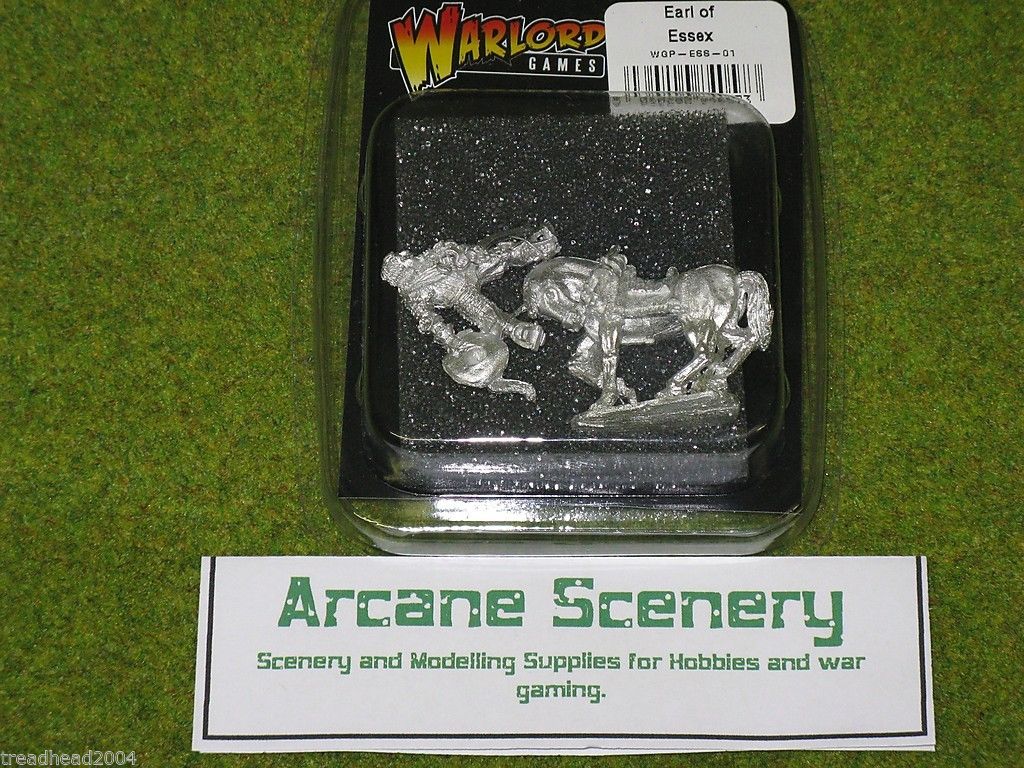 WARLORD
GAMES
Earl of
Essex
WGP-ESS-01
Arcane Scenery
Scenery and Modelling Supplies for Hobbies and war
gaming.
treadhead2004